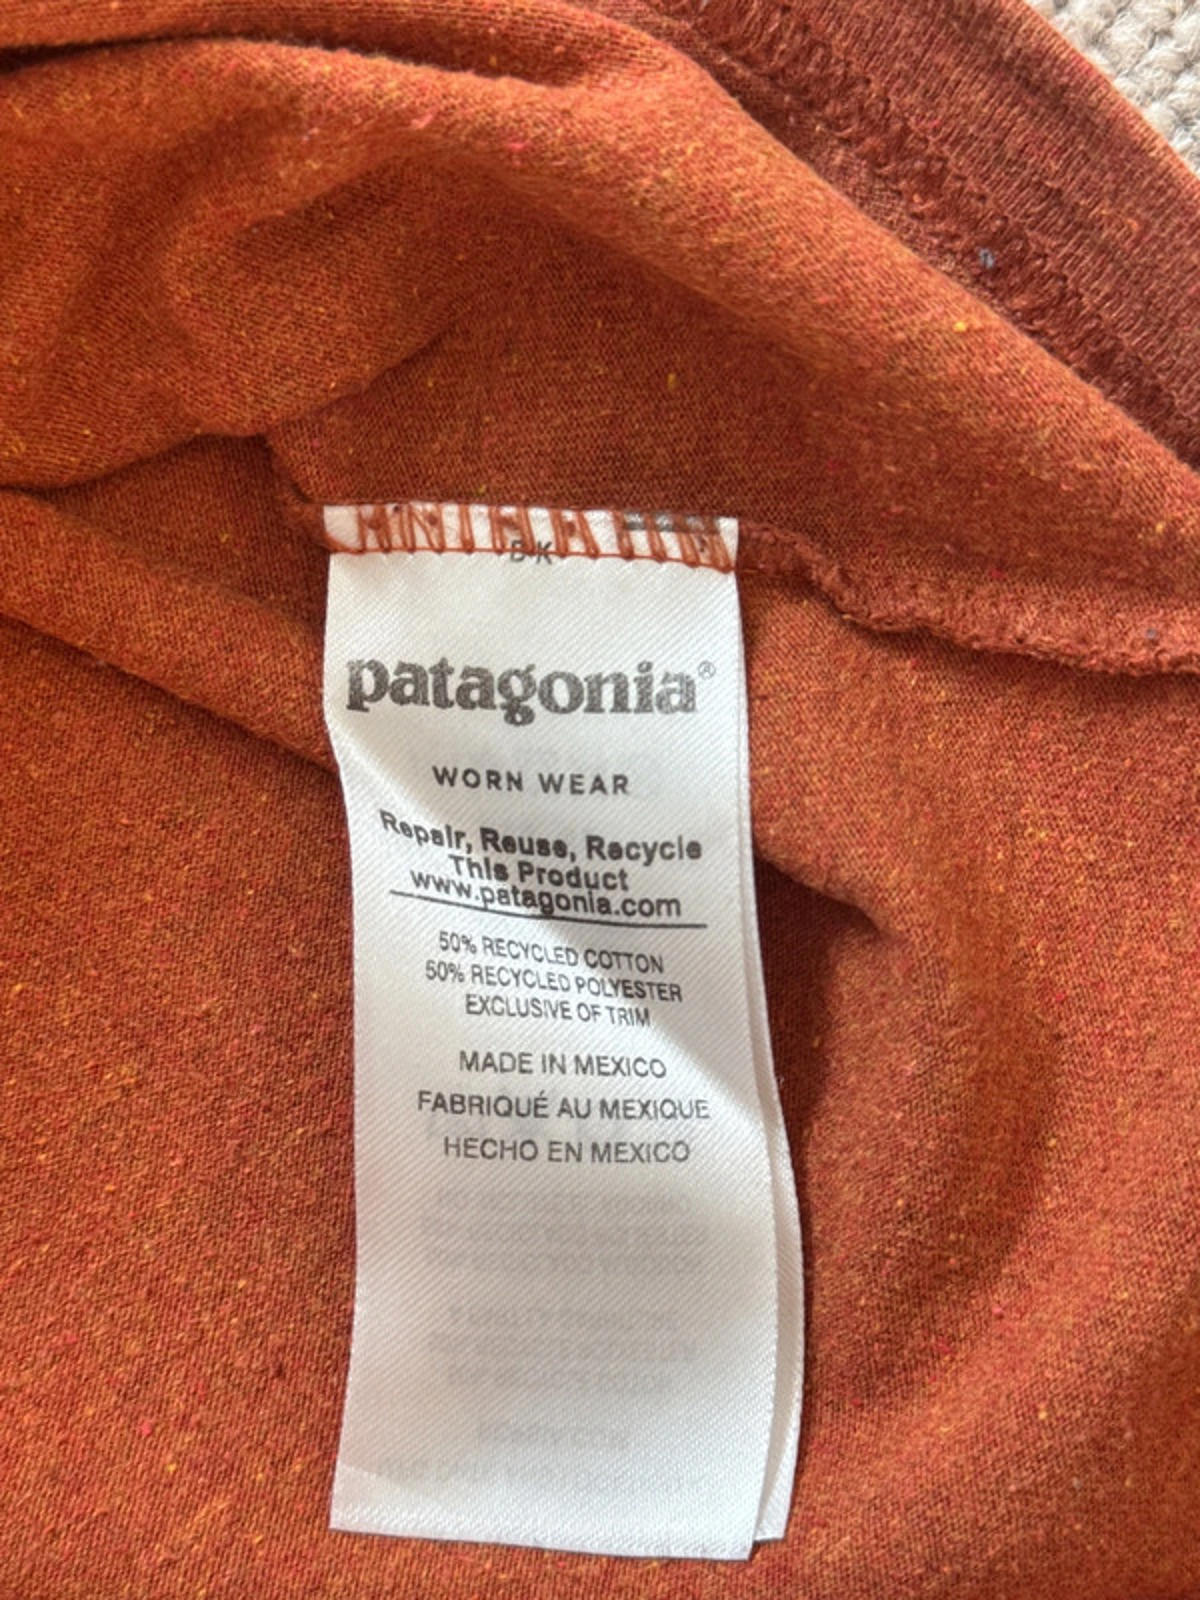 patagonia®
WORN WEAR
Repair, Reuse, Recycle
This Product
www.patagonia.com
50% RECYCLED COTTON
50% RECYCLED POLYESTER
EXCLUSIVE OF TRIM
MADE IN MEXICO
FABRIQUÉ AU MEXIQUE
HECHO EN MEXICO